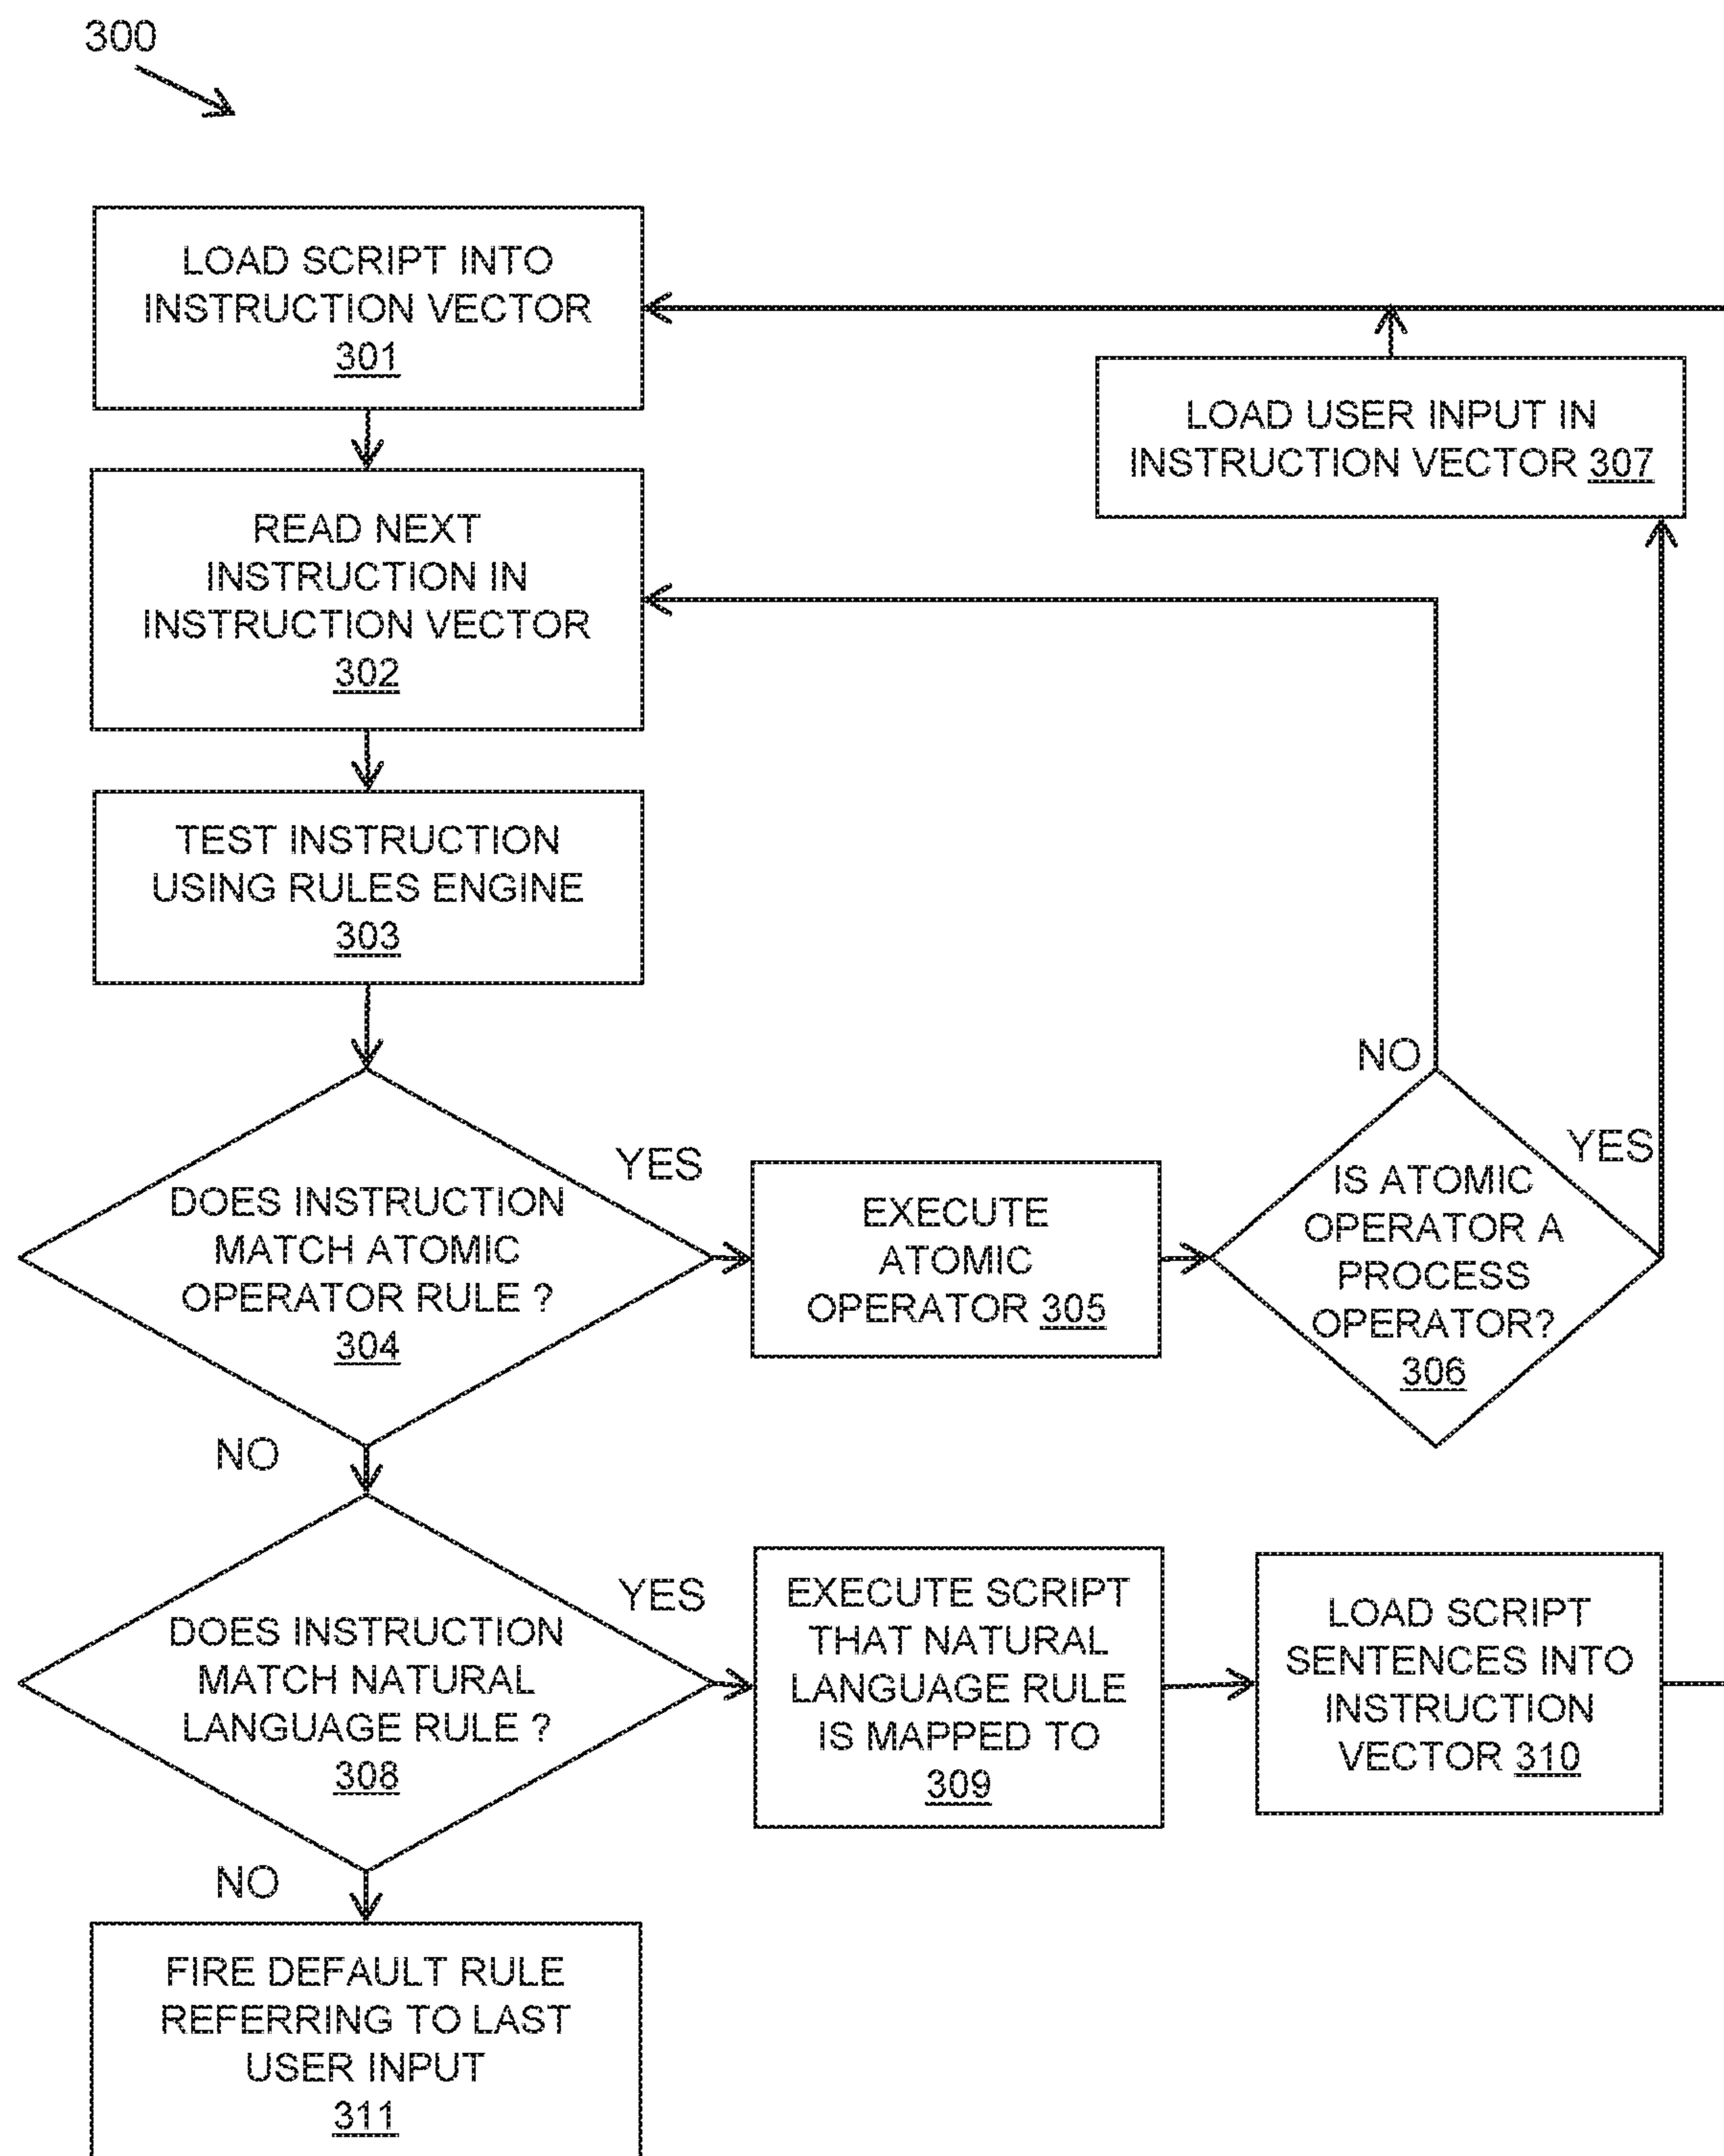 300
LOAD SCRIPT INTO
INSTRUCTION VECTOR
301
LOAD USER INPUT IN
INSTRUCTION VECTOR 307
READ NEXT
INSTRUCTION IN
INSTRUCTION VECTOR
302
TEST INSTRUCTION
USING RULES ENGINE
303
DOES INSTRUCTION
MATCH ATOMIC
OPERATOR RULE ?
304
YES
EXECUTE
ATOMIC
OPERATOR 305
NO
YES
IS ATOMIC
OPERATOR A
PROCESS
OPERATOR?
306
NO
DOES INSTRUCTION
MATCH NATURAL
LANGUAGE RULE ?
308
YES
EXECUTE SCRIPT
THAT NATURAL
LANGUAGE RULE
IS MAPPED TO
309
LOAD SCRIPT
SENTENCES INTO
INSTRUCTION
VECTOR 310
NO
FIRE DEFAULT RULE
REFERRING TO LAST
USER INPUT
311